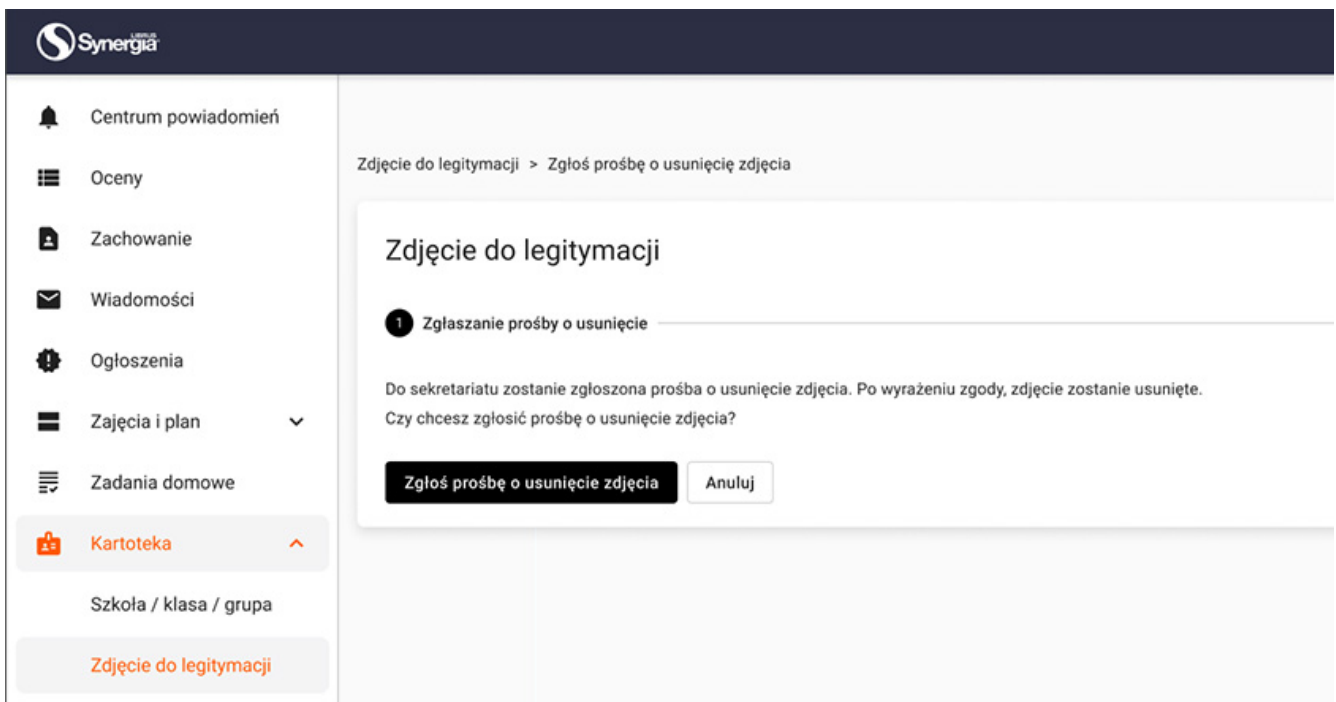 LIBRUS
Synergia
Centrum powiadomień
Oceny
Zachowanie
Wiadomości
Ogłoszenia
Zajęcia i plan
Zadania domowe
Kartoteka
Szkoła / klasa / grupa
Zdjęcie do legitymacji
Zdjęcie do legitymacji > Zgłoś prośbę o usunięcię zdjęcia
Zdjęcie do legitymacji
1 Zgłaszanie prośby o usunięcie
Do sekretariatu zostanie zgłoszona prośba o usunięcie zdjęcia. Po wyrażeniu zgody, zdjęcie zostanie usunięte.
Czy chcesz zgłosić prośbę o usunięcie zdjęcia?
Zgłoś prośbę o usunięcie zdjęcia Anuluj